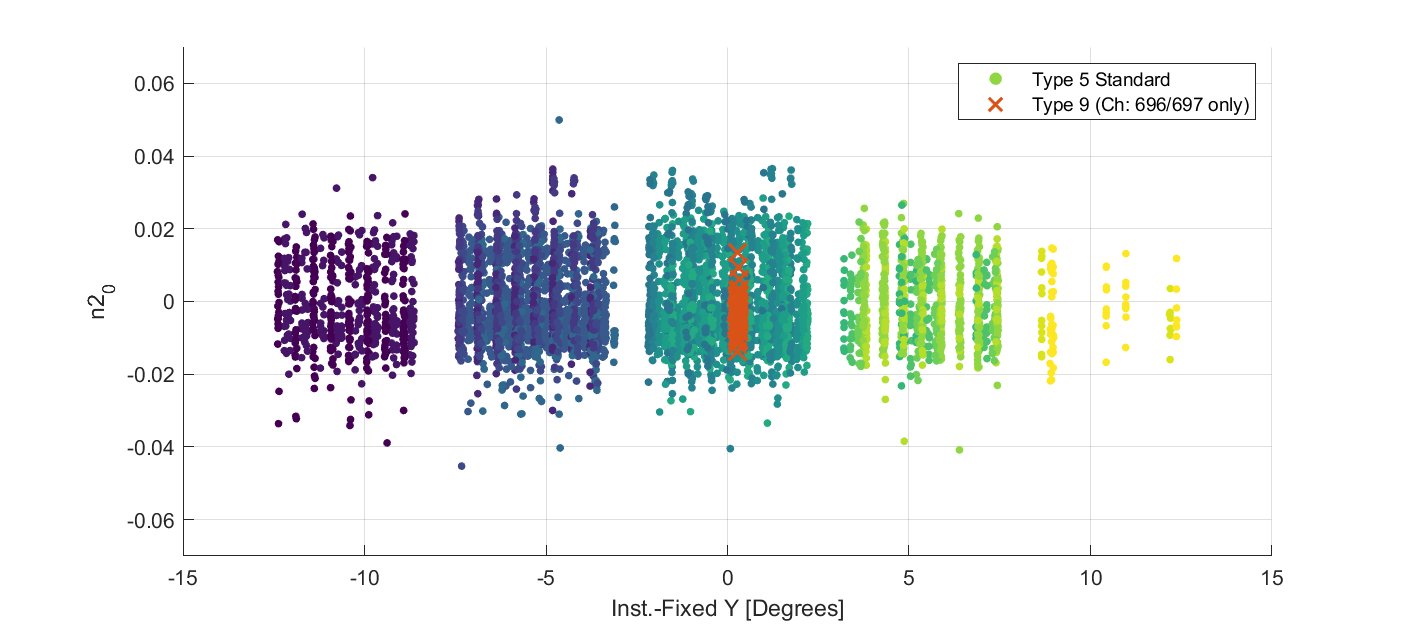 Type 5 Standard
Type 9 (Ch: 696/697 only)
0.06
0.04
0.02
0
-0.02
-0.04
-0.06
n2₀
-15 -10 -5 0 5 10 15
Inst.-Fixed Y [Degrees]